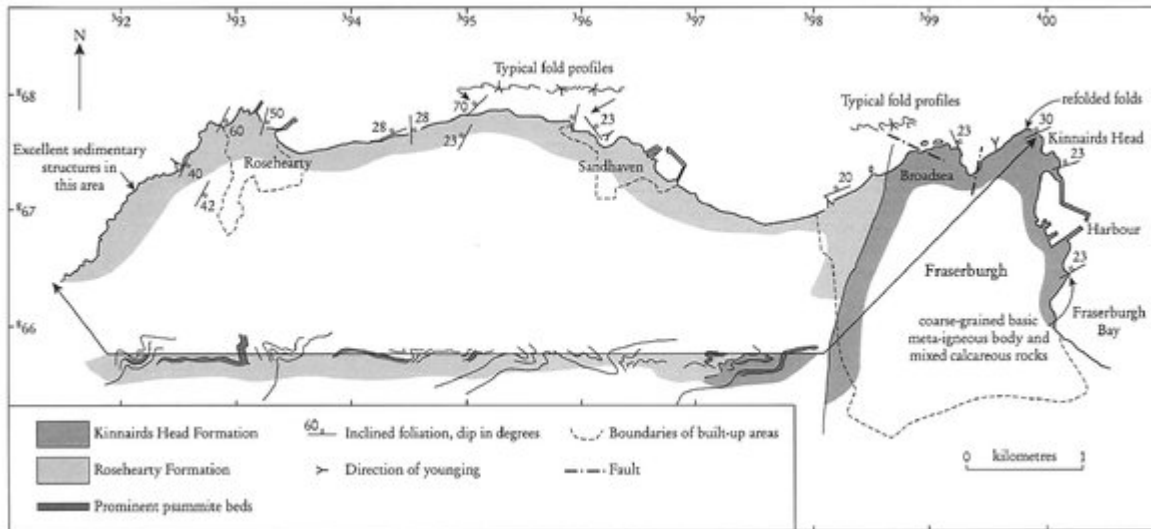 ³92 ³93 ³94 ³95 ³96 ³97 ³98 ³99 ⁴00
N
Typical fold profiles
⁸68
Typical fold profiles
refolded folds
70
50
60
28
28
23
23
23
30
Kinnairds Head
Excellent sedimentary
structures in
this area
Rosehearty
Sandhaven
Broadsea
23
40
42
20
⁸67
Harbour
Fraserburgh
23
Fraserburgh
Bay
⁸66
coarse-grained basic
meta-igneous body and
mixed calcareous rocks
Kinnairds Head Formation
60 Inclined foliation, dip in degrees
Boundaries of built-up areas
Rosehearty Formation
Direction of younging
Fault
Prominent psammite beds
0 kilometres 1